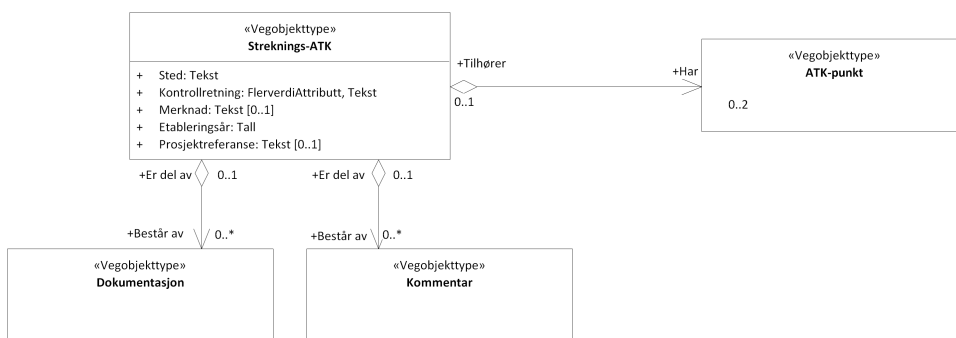 «Vegobjekttype»
Streknings-ATK
+ Sted: Tekst
+ Kontrollretning: FlerverdiAttributt, Tekst
+ Merknad: Tekst [0..1]
+ Etableringsår: Tall
+ Prosjektreferanse: Tekst [0..1]
+Tilhører
0..1
+Har
0..2
«Vegobjekttype»
ATK-punkt
+Er del av
0..1
+Består av
0..*
+Er del av
0..1
+Består av
0..*
«Vegobjekttype»
Dokumentasjon
«Vegobjekttype»
Kommentar